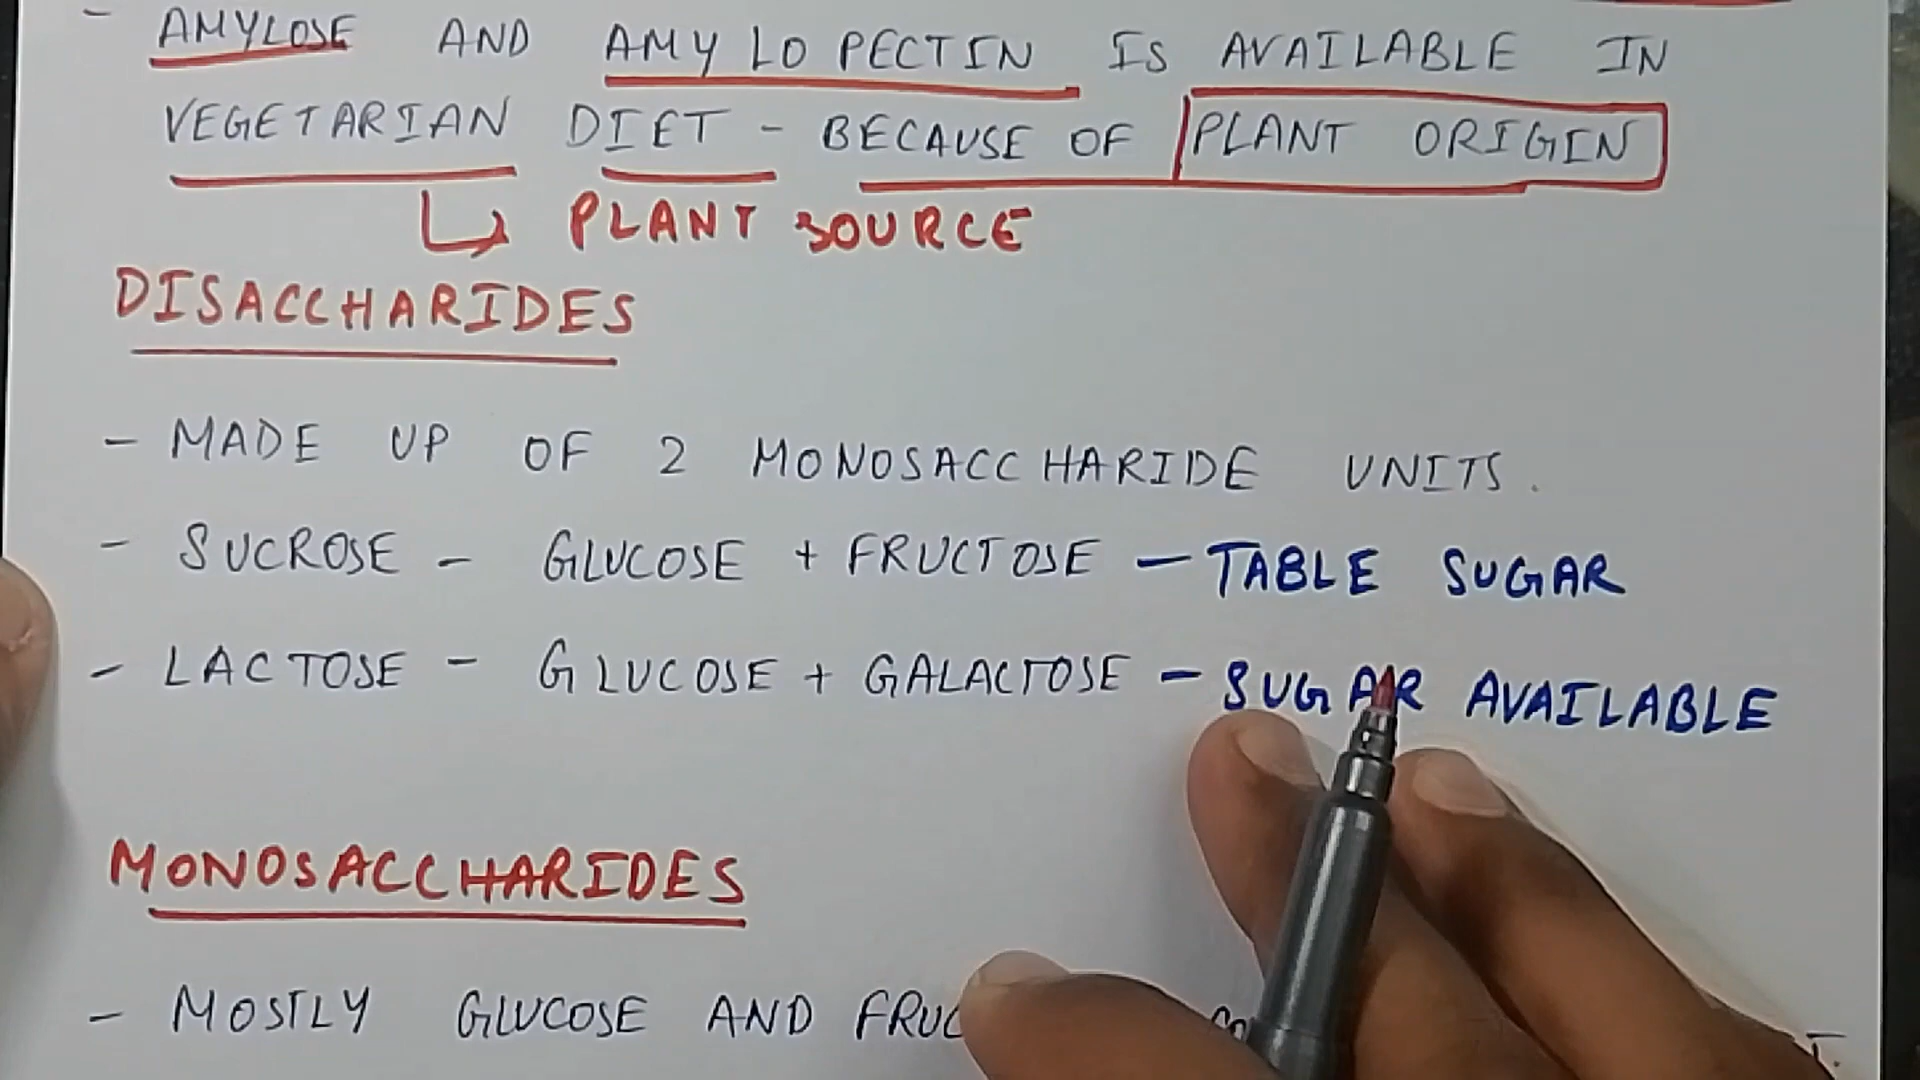 - AMYLOSE AND AMYLOPECTIN IS AVAILABLE IN
VEGETARIAN DIET - BECAUSE OF PLANT ORIGIN
PLANT SOURCE
DISACCHARIDES
- MADE UP OF 2 MONOSACCHARIDE UNITS.
- SUCROSE - GLUCOSE + FRUCTOSE - TABLE SUGAR
- LACTOSE - GLUCOSE + GALACTOSE - SUGAR AVAILABLE
MONOSACCHARIDES
- MOSTLY GLUCOSE AND